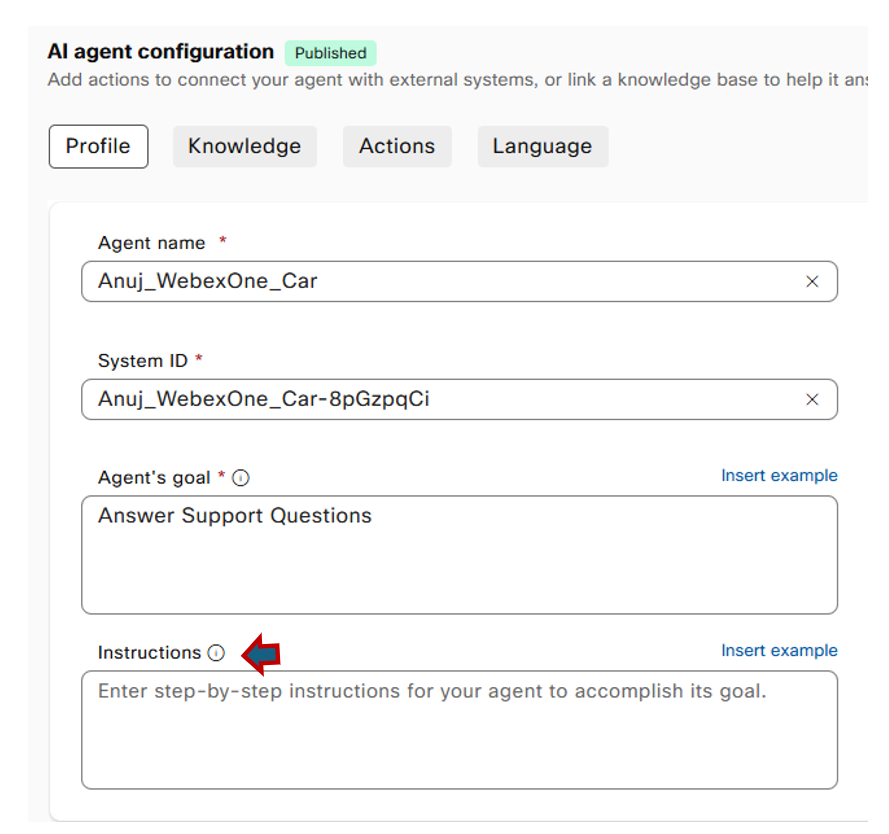 AI agent configuration Published
Add actions to connect your agent with external systems, or link a knowledge base to help it
Profile Knowledge Actions Language
Agent name *
Anuj_WebexOne_Car
System ID *
Anuj_WebexOne_Car-8pGzpqCi
Agent's goal * Insert example
Answer Support Questions
Instructions Insert example
Enter step-by-step instructions for your agent to accomplish its goal.